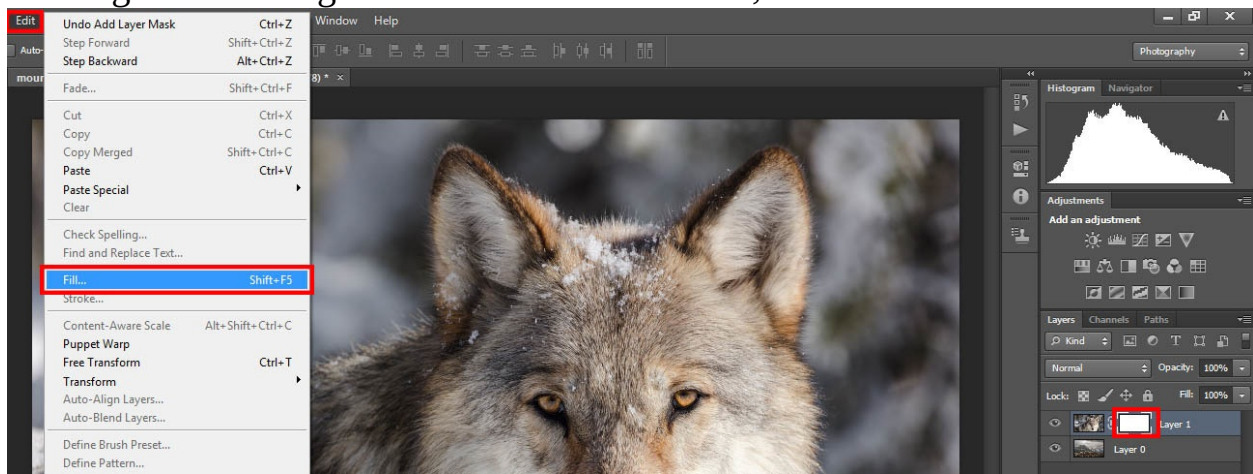 Edit Undo Add Layer Mask Ctrl+Z Window Help
Auto- Step Forward Shift+Ctrl+Z
Step Backward Alt+Ctrl+Z Photography
mour 8) * ×
Fade... Shift+Ctrl+F Histogram Navigator
Cut Ctrl+X
Copy Ctrl+C
Copy Merged Shift+Ctrl+C
Paste Ctrl+V
Paste Special
Clear Adjustments
Add an adjustment
Check Spelling...
Find and Replace Text...
Fill... Shift+F5
Stroke...
Content-Aware Scale Alt+Shift+Ctrl+C Layers Channels Paths
Puppet Warp Kind
Free Transform Ctrl+T Normal Opacity: 100%
Transform
Auto-Align Layers... Lock: Fill: 100%
Auto-Blend Layers... Layer 1
Define Brush Preset... Layer 0
Define Pattern...